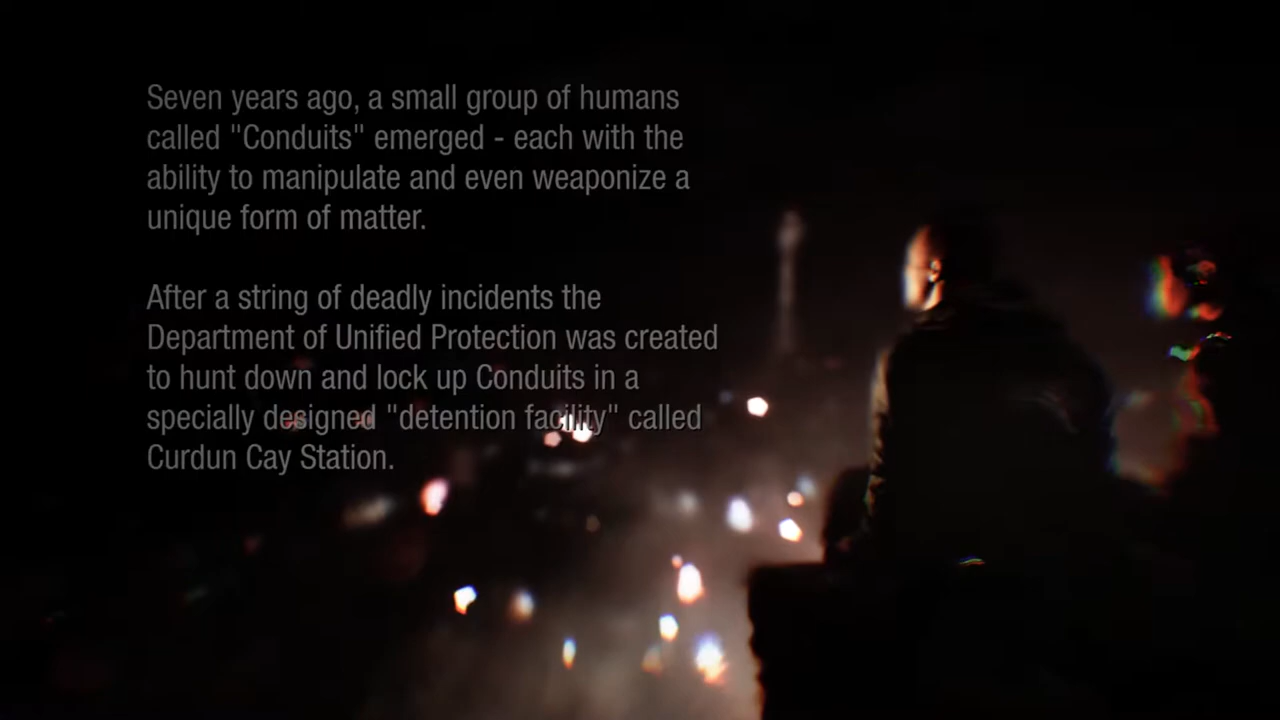 Seven years ago, a small group of humans
called "Conduits" emerged - each with the
ability to manipulate and even weaponize a
unique form of matter.
After a string of deadly incidents the
Department of Unified Protection was created
to hunt down and lock up Conduits in a
specially designed "detention facility" called
Curdun Cay Station.